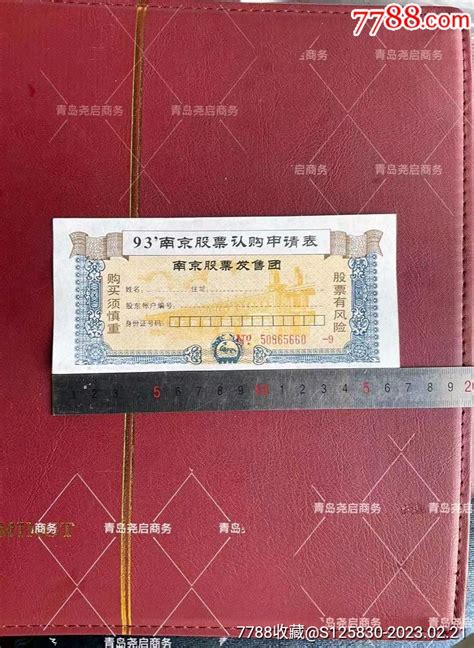 7788.com
青岛尧启商务
青岛尧启商务
青岛尧启商务
青岛尧启商务
93'南京股票认购申请表
南京股票发售团
购买须慎重
股票有风险
姓名:
住址:
股东帐户编号:
身份证号码:
№ 50965660 -9
青岛尧启商务
青岛尧启商务
青岛尧启商务
7788收藏@S125830-2023.02.21